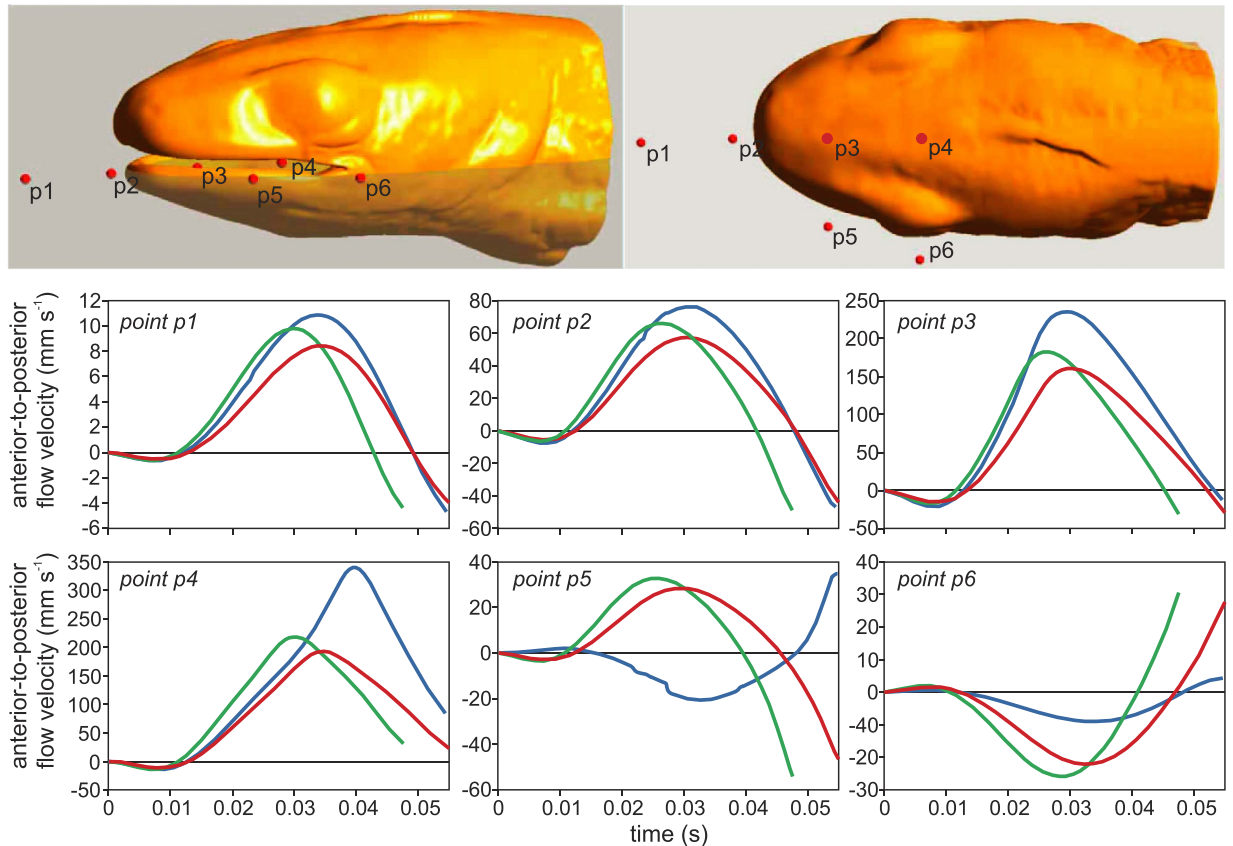 p1
p2
p3
p4
p5
p6
p1
p2
p3
p4
p5
p6
anterior-to-posterior
flow velocity (mm s⁻¹)
point p1
12
10
8
6
4
2
0
-2
-4
-6
point p2
80
60
40
20
0
-20
-40
-60
point p3
250
200
150
100
50
0
-50
anterior-to-posterior
flow velocity (mm s⁻¹)
point p4
350
300
250
200
150
100
50
0
-50
0 0.01 0.02 0.03 0.04 0.05
point p5
40
20
0
-20
-40
-60
0 0.01 0.02 0.03 0.04 0.05
point p6
40
30
20
10
0
-10
-20
-30
0 0.01 0.02 0.03 0.04 0.05
time (s)